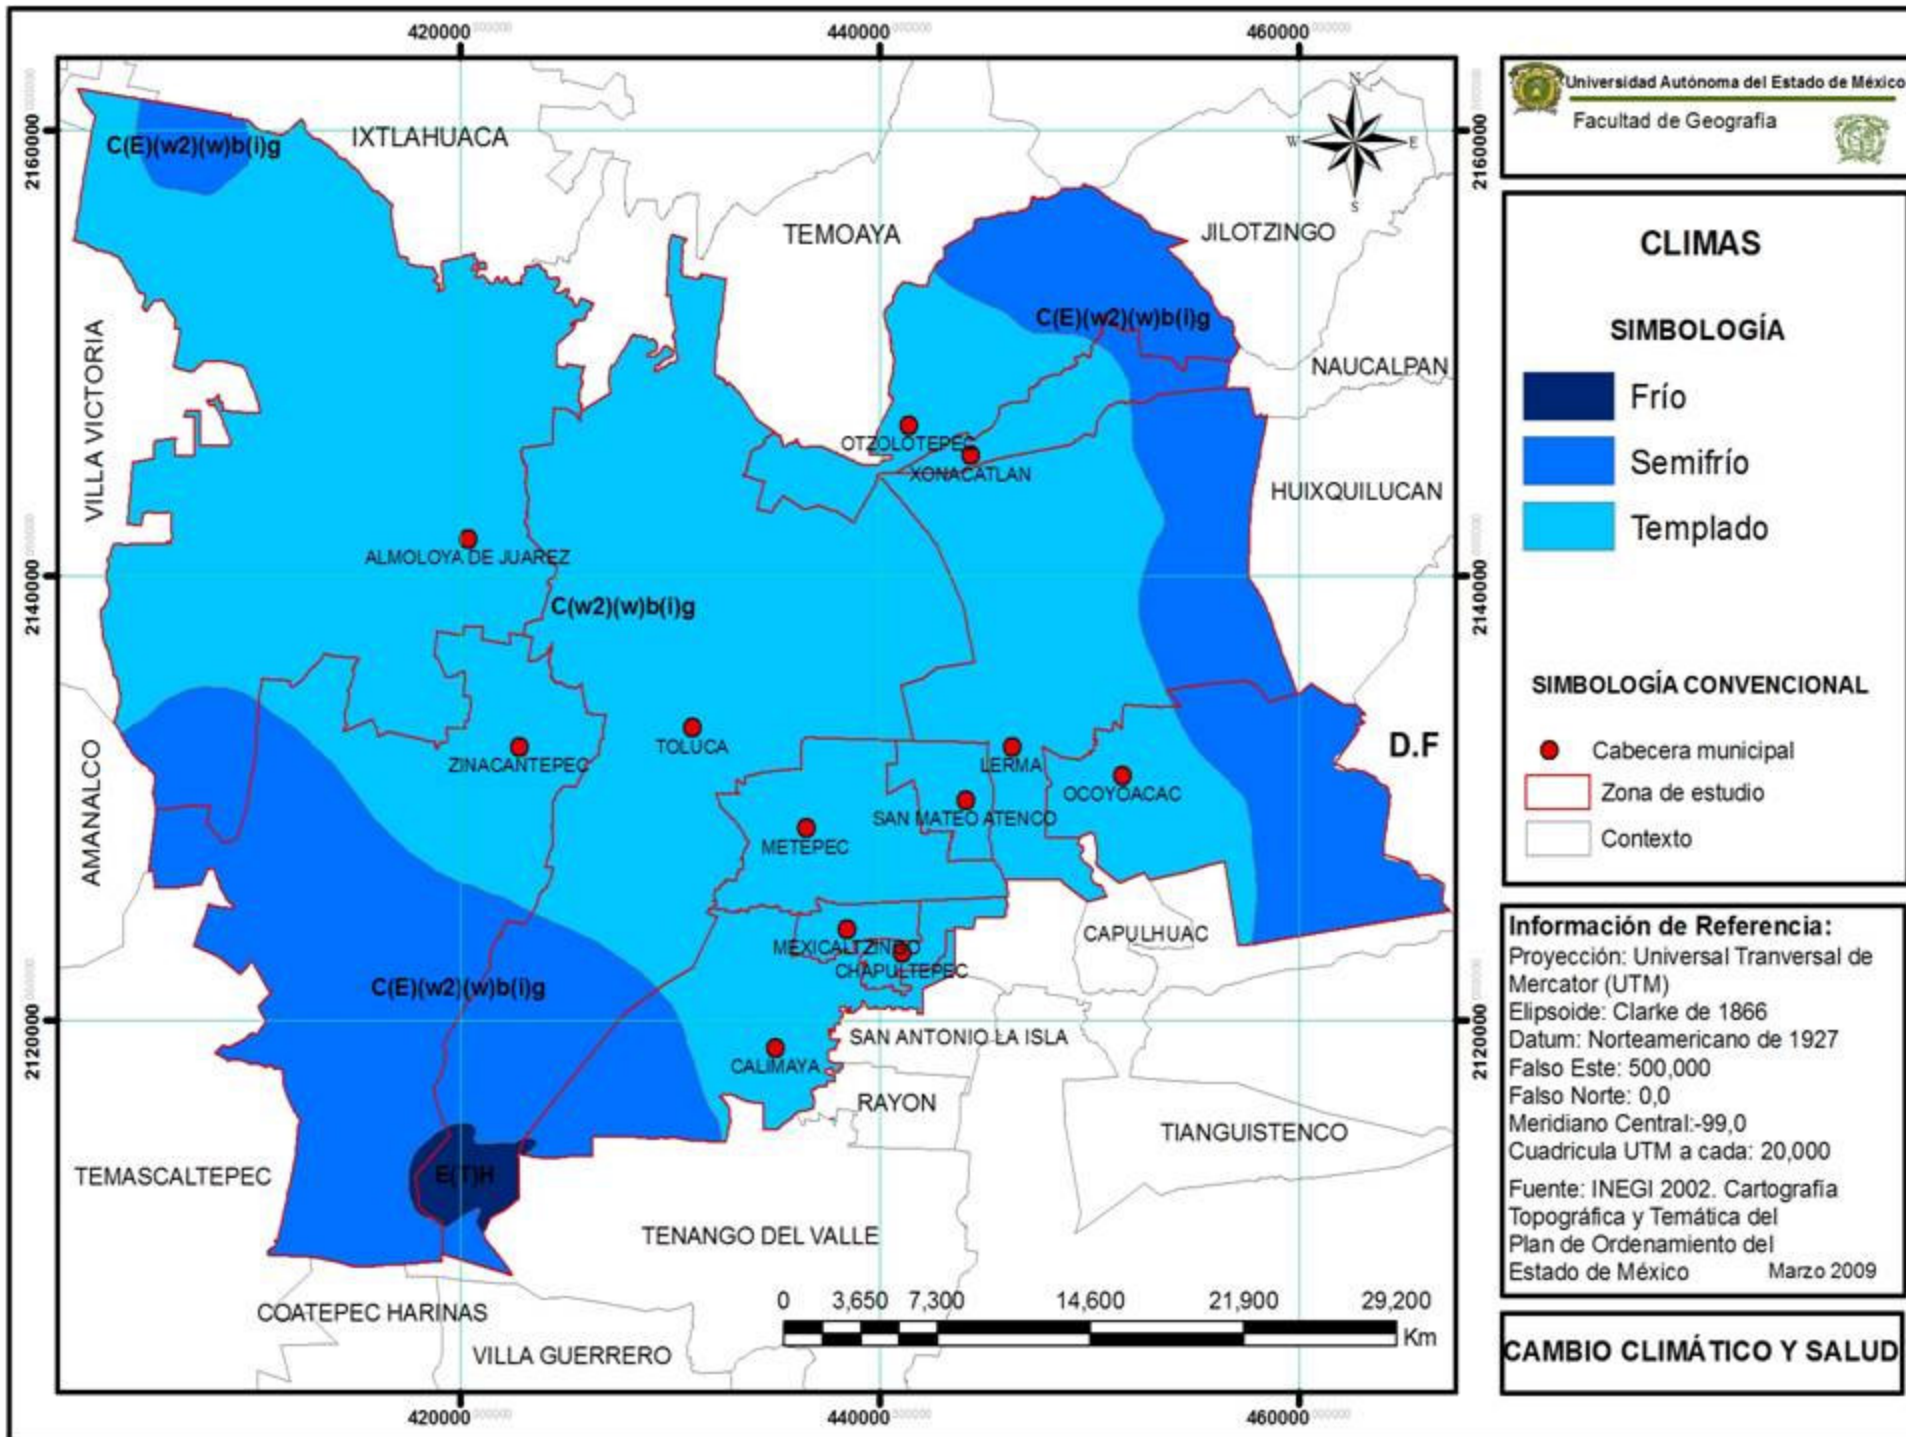 420000
440000
460000
2160000
2160000
2140000
2140000
2120000
2120000
N
W
E
S
C(E)(w2)(w)b(i)g
IXTLAHUACA
TEMOAYA
JILOTZINGO
C(E)(w2)(w)b(i)g
NAUCALPAN
VILLA VICTORIA
OTZOLOTEPEC
XONACATLAN
HUIXQUILUCAN
ALMOLOYA DE JUAREZ
C(w2)(w)b(i)g
AMANALCO
ZINACANTEPEC
TOLUCA
LERMA
D.F
OCOYOACAC
SAN MATEO ATENCO
METEPEC
MEXICALTZINGO
CAPULHUAC
CHAPULTEPEC
C(E)(w2)(w)b(i)g
SAN ANTONIO LA ISLA
CALIMAYA
RAYON
TIANGUISTENCO
TEMASCALTEPEC
E(T)H
TENANGO DEL VALLE
COATEPEC HARINAS
VILLA GUERRERO
0 3,650 7,300 14,600 21,900 29,200
Km
420000
440000
460000
Universidad Autónoma del Estado de México
Facultad de Geografía
CLIMAS
SIMBOLOGÍA
Frío
Semifrío
Templado
SIMBOLOGÍA CONVENCIONAL
Cabecera municipal
Zona de estudio
Contexto
Información de Referencia:
Proyección: Universal Tranversal de
Mercator (UTM)
Elipsoide: Clarke de 1866
Datum: Norteamericano de 1927
Falso Este: 500,000
Falso Norte: 0,0
Meridiano Central:-99,0
Cuadricula UTM a cada: 20,000
Fuente: INEGI 2002. Cartografía
Topográfica y Temática del
Plan de Ordenamiento del
Estado de México Marzo 2009
CAMBIO CLIMÁTICO Y SALUD